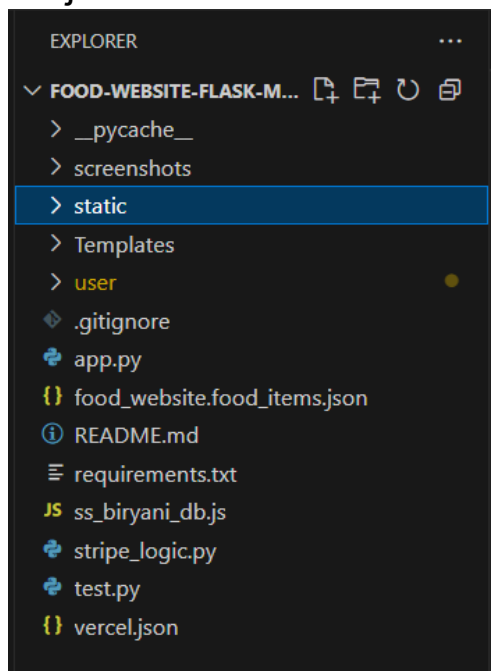 EXPLORER
FOOD-WEBSITE-FLASK-M...
__pycache__
screenshots
static
Templates
user
.gitignore
app.py
food_website.food_items.json
README.md
requirements.txt
JS ss_biryani_db.js
stripe_logic.py
test.py
vercel.json